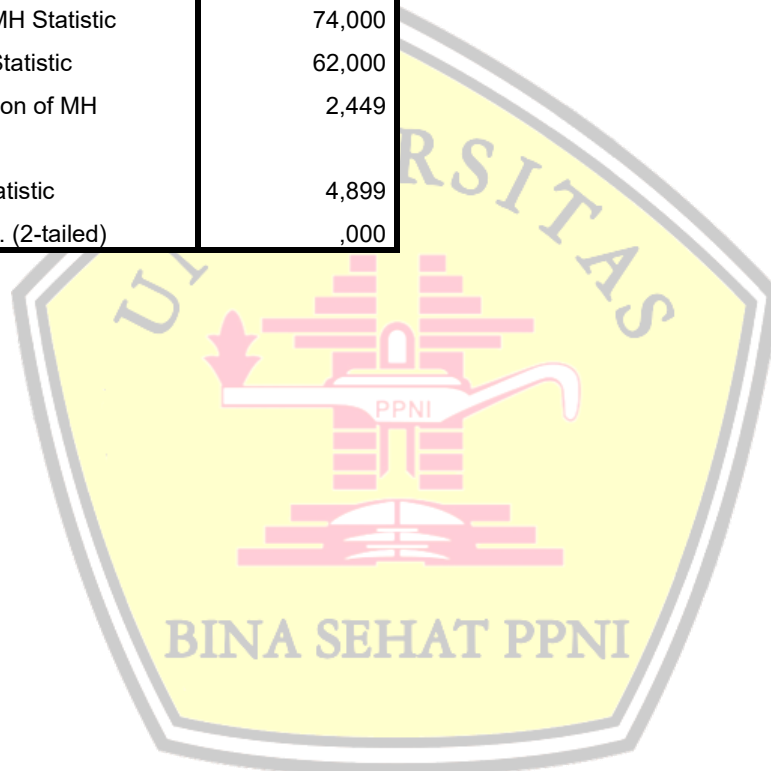 MH Statistic 74,000
Statistic 62,000
on of MH 2,449
atistic 4,899
. (2-tailed) ,000
UNIVERSITAS
PPNI
BINA SEHAT PPNI